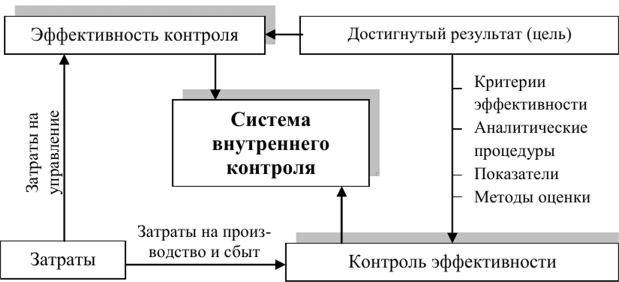 Эффективность контроля
Достигнутый результат (цель)
Критерии
эффективности
Аналитические
процедуры
Показатели
Методы оценки
Система
внутреннего
контроля
Затраты на
управление
Затраты на произ-
водство и сбыт
Затраты
Контроль эффективности